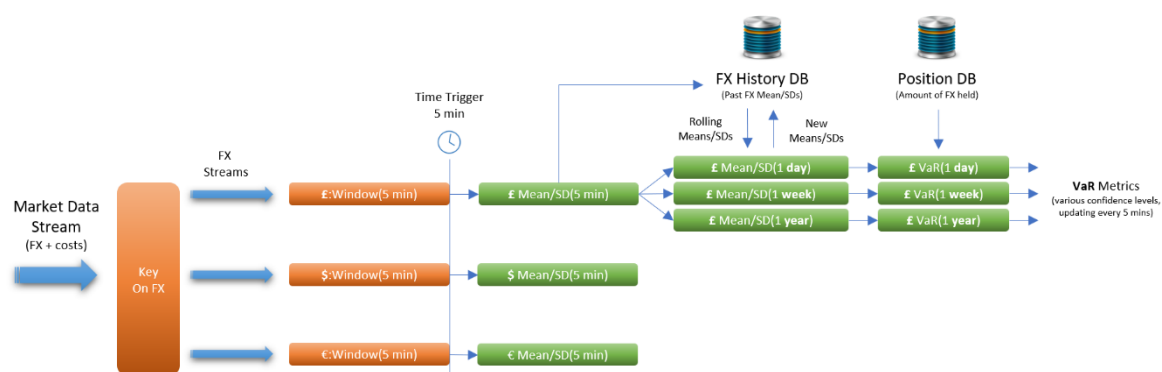 FX History DB
(Past FX Mean/SDs)
Position DB
(Amount of FX held)
Time Trigger
5 min
Rolling
Means/SDs
New
Means/SDs
FX
Streams
Market Data
Stream
(FX + costs)
Key
On FX
£:Window(5 min)
£ Mean/SD(5 min)
£ Mean/SD(1 day)
£ VaR(1 day)
£ Mean/SD(1 week)
£ VaR(1 week)
£ Mean/SD(1 year)
£ VaR(1 year)
VaR Metrics
(various confidence levels,
updating every 5 mins)
$:Window(5 min)
$ Mean/SD(5 min)
€:Window(5 min)
€ Mean/SD(5 min)